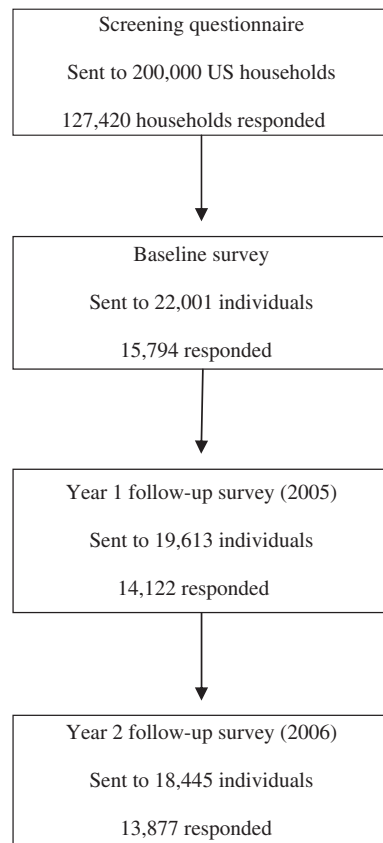 Screening questionnaire
Sent to 200,000 US households
127,420 households responded
Baseline survey
Sent to 22,001 individuals
15,794 responded
Year 1 follow-up survey (2005)
Sent to 19,613 individuals
14,122 responded
Year 2 follow-up survey (2006)
Sent to 18,445 individuals
13,877 responded